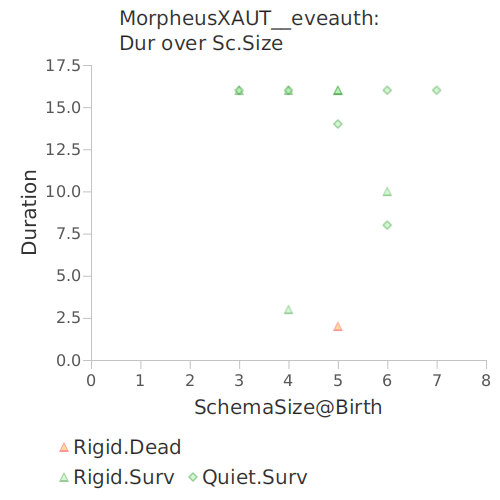 MorpheusXAUT__eveauth:
Dur over Sc.Size
17.5
15.0
12.5
10.0
7.5
5.0
2.5
0.0
Duration
0 1 2 3 4 5 6 7 8
SchemaSize@Birth
Rigid.Dead
Rigid.Surv Quiet.Surv